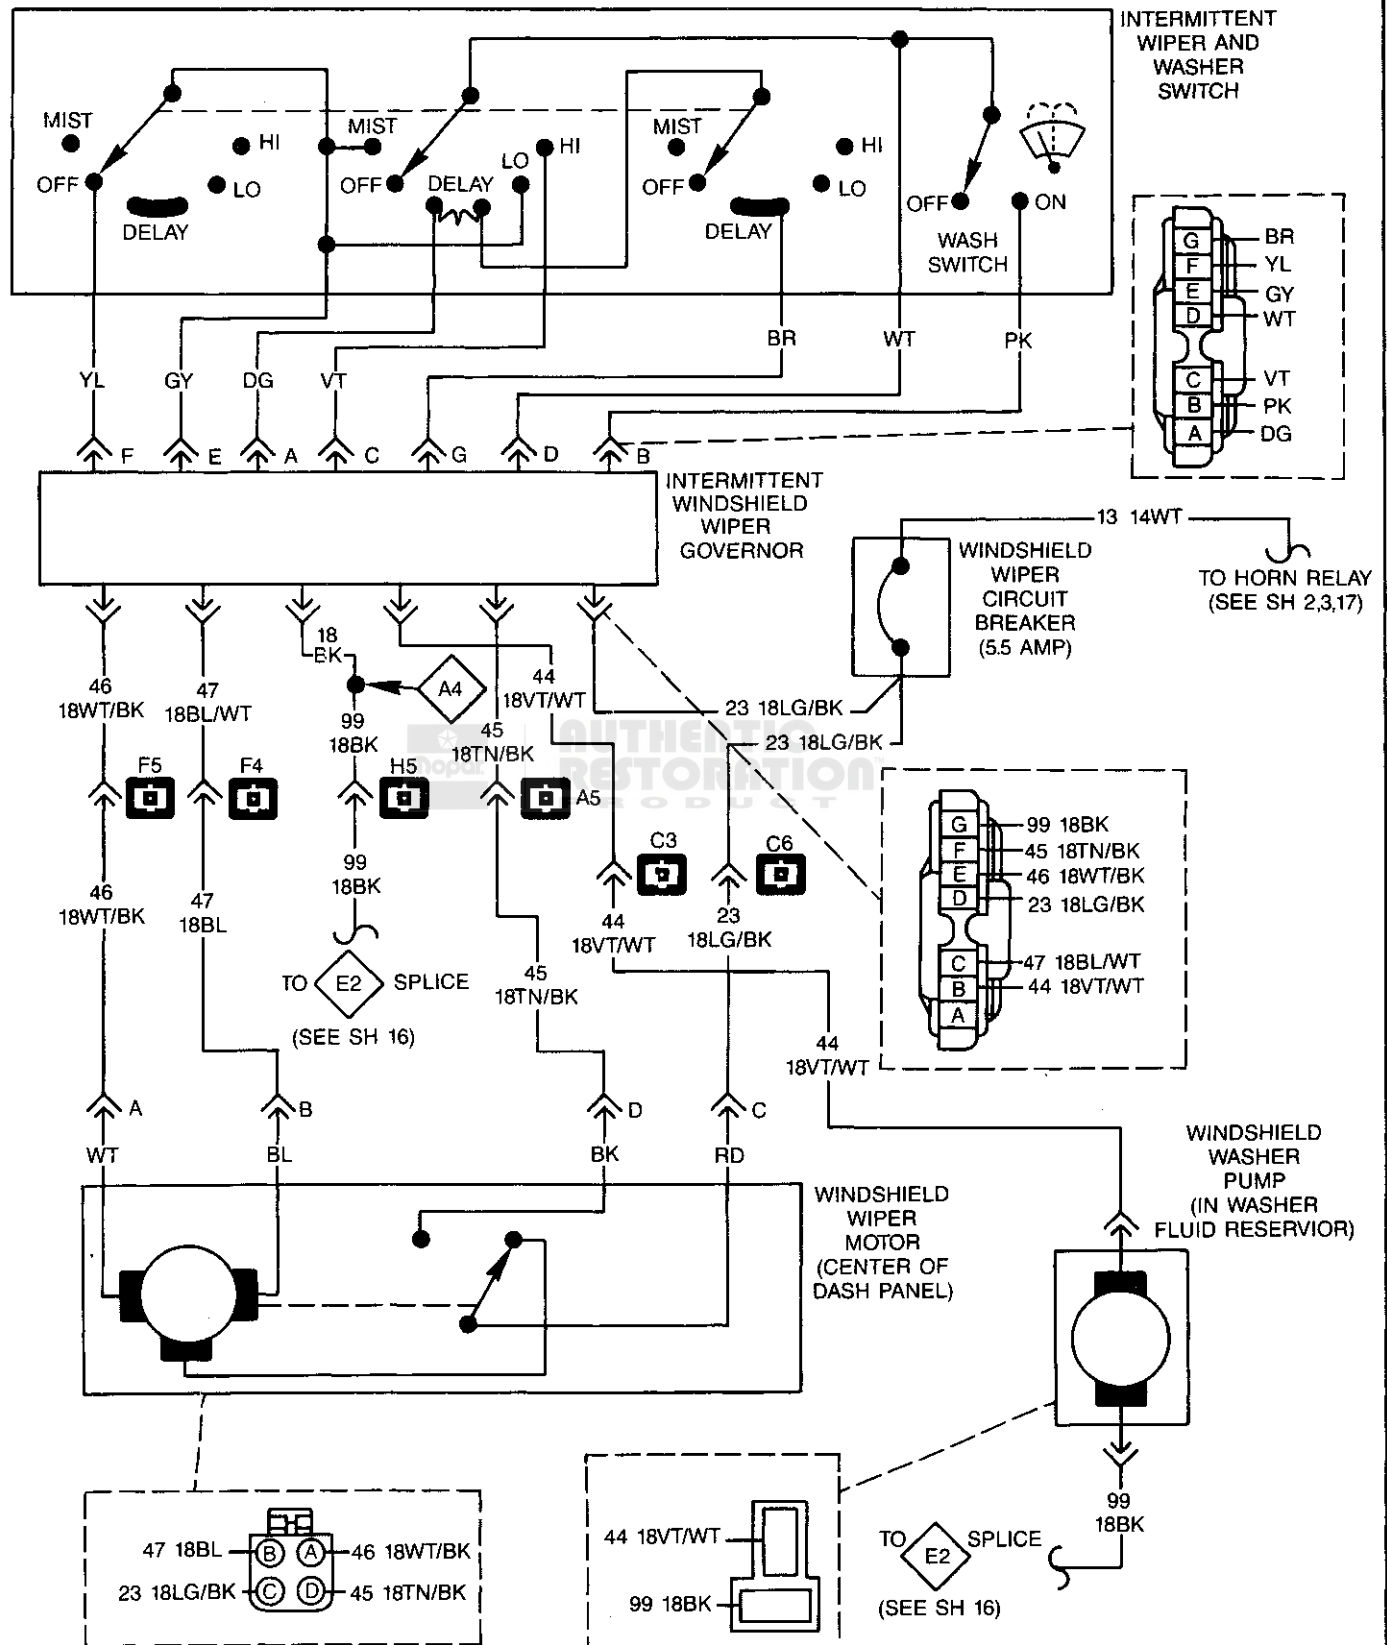 INTERMITTENT
WIPER AND
WASHER
SWITCH
MIST
HI
OFF
LO
DELAY
MIST
HI
LO
OFF
DELAY
MIST
HI
OFF
LO
DELAY
OFF
ON
WASH
SWITCH
G BR
F YL
E GY
D WT
C VT
B PK
A DG
YL
GY
DG
VT
BR
WT
PK
F
E
A
C
G
D
B
INTERMITTENT
WINDSHIELD
WIPER
GOVERNOR
13 14WT
TO HORN RELAY
(SEE SH 2,3,17)
WINDSHIELD
WIPER
CIRCUIT
BREAKER
(5.5 AMP)
46
18WT/BK
47
18BL/WT
18
BK
A4
99
18BK
44
18VT/WT
45
18TN/BK
23 18LG/BK
23 18LG/BK
Mopar
AUTHENTIC
RESTORATION™
PRODUCT
F5
F4
H5
A5
C3
C6
46
18WT/BK
47
18BL
99
18BK
TO E2 SPLICE
(SEE SH 16)
45
18TN/BK
44
18VT/WT
23
18LG/BK
G 99 18BK
F 45 18TN/BK
E 46 18WT/BK
D 23 18LG/BK
C 47 18BL/WT
B 44 18VT/WT
A
44
18VT/WT
A
B
D
C
WT
BL
BK
RD
WINDSHIELD
WIPER
MOTOR
(CENTER OF
DASH PANEL)
WINDSHIELD
WASHER
PUMP
(IN WASHER
FLUID RESERVIOR)
47 18BL B A 46 18WT/BK
23 18LG/BK C D 45 18TN/BK
44 18VT/WT
99 18BK
99
18BK
TO E2 SPLICE
(SEE SH 16)